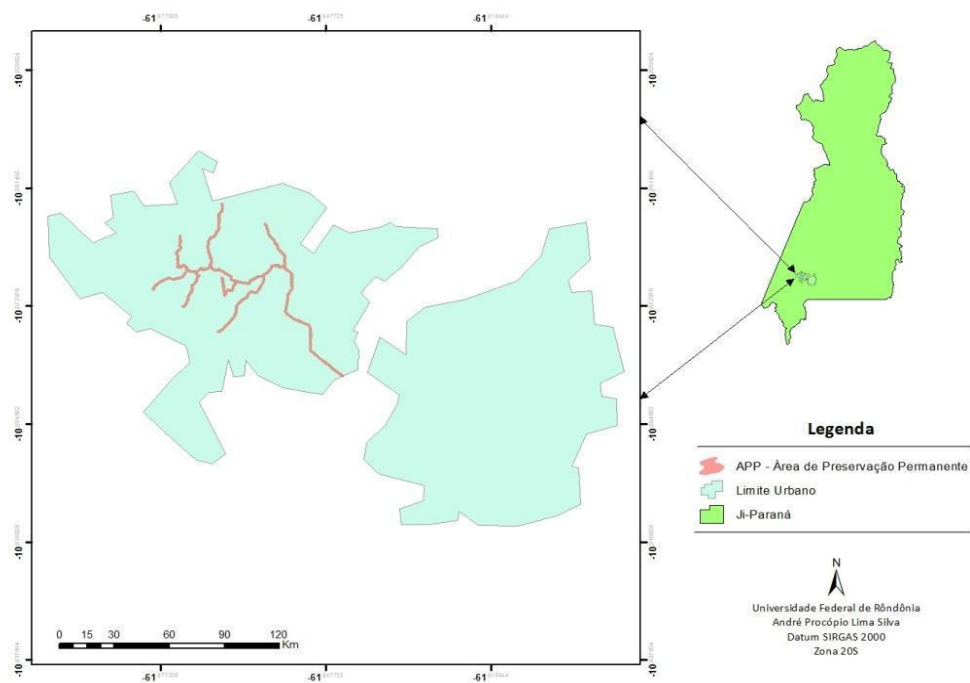 -61 -61 -61
-10
-10
-10
-10
-10
-10
0 15 30 60 90 120
Km
-61 -61 -61
Legenda
APP - Área de Preservação Permanente
Limite Urbano
Ji-Paraná
N
Universidade Federal de Rôndônia
André Procópio Lima Silva
Datum SIRGAS 2000
Zona 20S